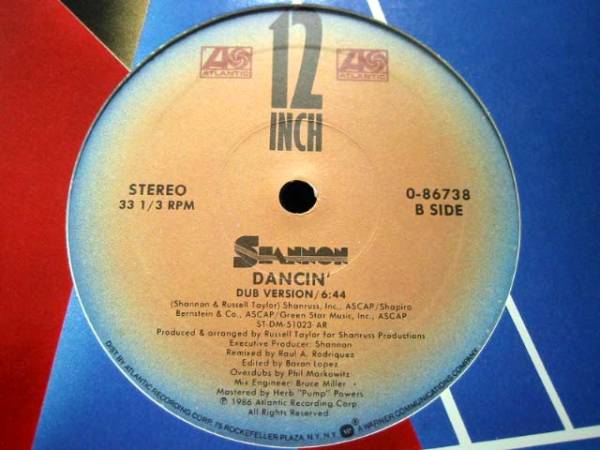 12
INCH
ATLANTIC
ATLANTIC
STEREO
33 1/3 RPM
0-86738
B SIDE
SHANNON
DANCIN'
DUB VERSION/6:44
(Shannon & Russell Taylor) Shanruss, Inc., ASCAP/Shapiro
Bernstein & Co., ASCAP/Green Star Music, Inc., ASCAP
ST-DM-51023-AR
Produced & arranged by Russell Taylor for Shanruss Productions
Executive Producer: Shannon
Remixed by Raul A. Rodriquez
Edited by Baron Lopez
Overdubs by Phil Markowitz
Mix Engineer: Bruce Miller
Mastered by Herb "Pump" Powers
℗ 1986 Atlantic Recording Corp.
All Rights Reserved
DIST. BY ATLANTIC RECORDING CORP., 75 ROCKEFELLER PLAZA, N.Y., N.Y. A WARNER COMMUNICATIONS COMPANY